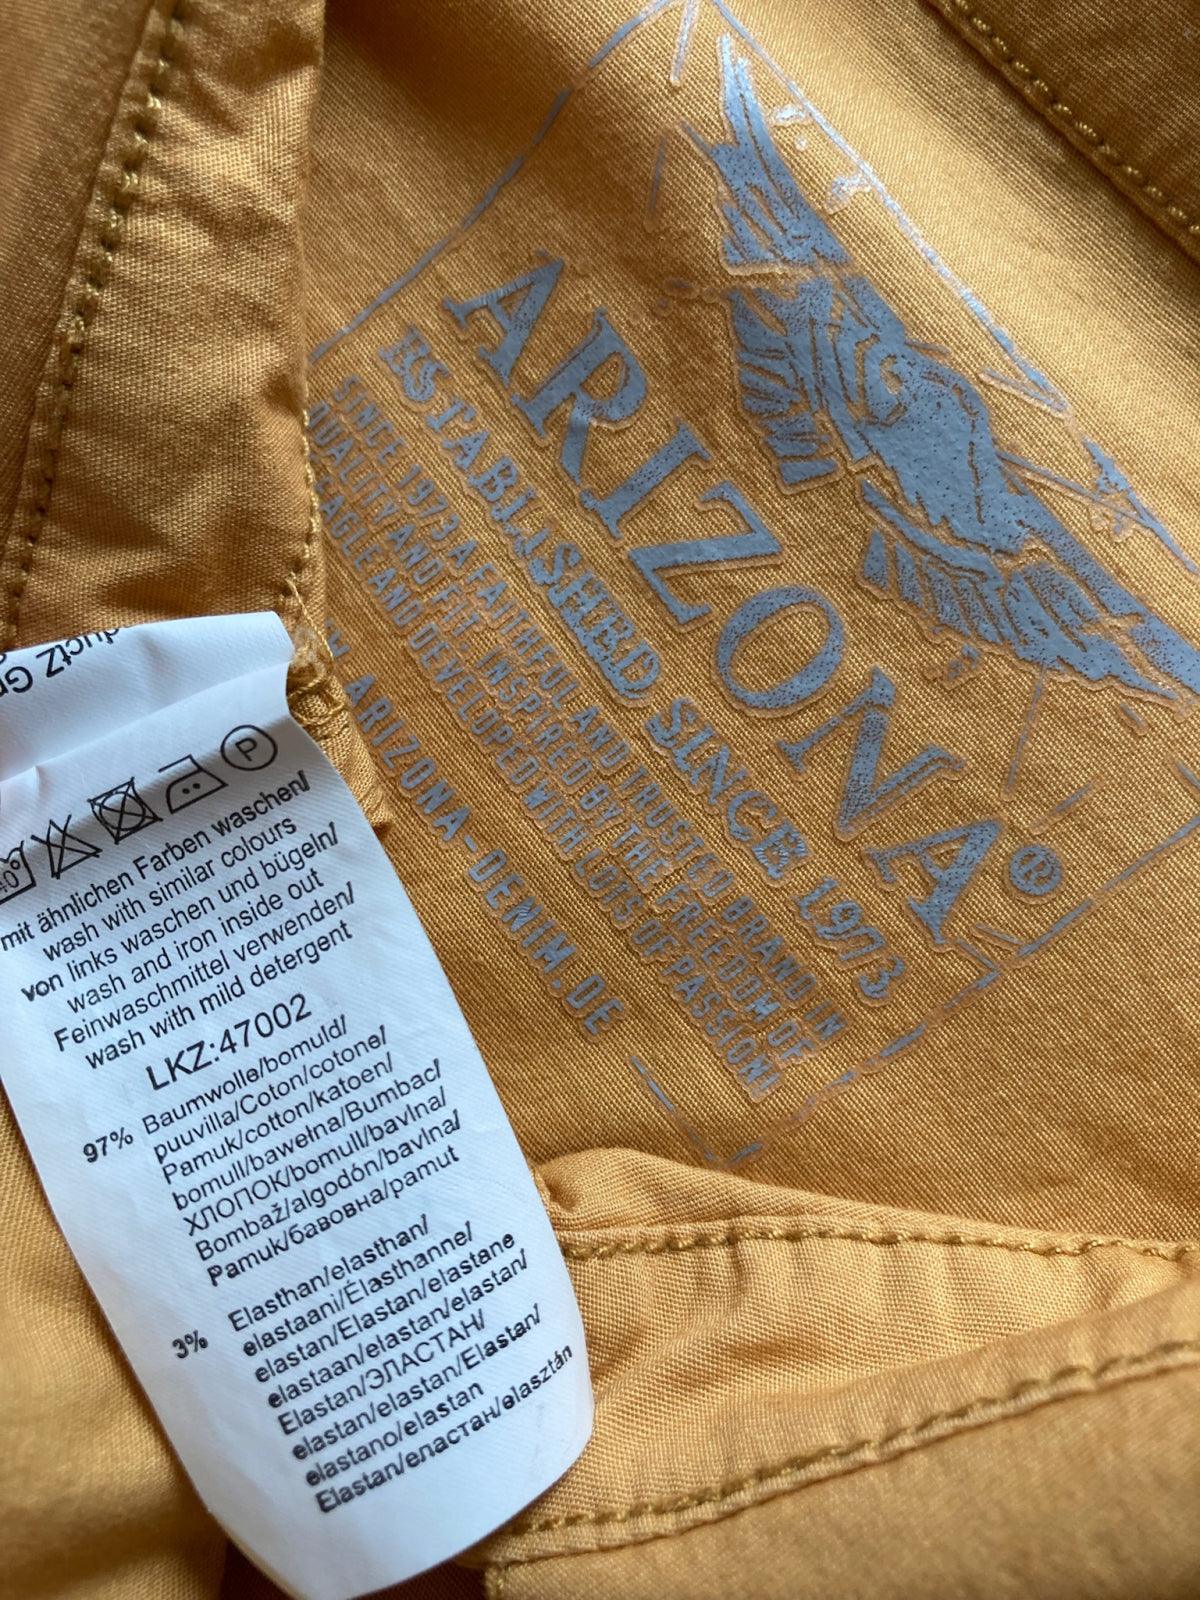 ARIZONA®
ESTABLISHED SINCE 1973
SINCE 1973 A FAITHFUL AND TRUSTED BRAND IN
QUALITY AND FIT - INSPIRED BY THE FREEDOM OF
EAGLE AND DEVELOPED WITH LOTS OF PASSION!
ARIZONA-DENIM.DE
ductZ
40°
P
mit ähnlichen Farben waschen/
wash with similar colours
von links waschen und bügeln/
wash and iron inside out
Feinwaschmittel verwenden/
wash with mild detergent
LKZ:47002
97% Baumwolle/bomuld/
puuvilla/Coton/cotone/
Pamuk/cotton/katoen/
bomull/bawełna/Bumbac/
ХЛОПОК/bomull/bavlna/
Bombaž/algodón/bavlna/
Pamuk/бавовна/pamut
3% Elasthan/elasthan/
elastaani/Élasthanne/
elastan/Elastan/elastane
elastaan/elastan/elastan/
Elastan/ЭЛАСТАН/
elastan/elastan/Elastan/
elastano/elastan
Elastan/еластан/elasztán